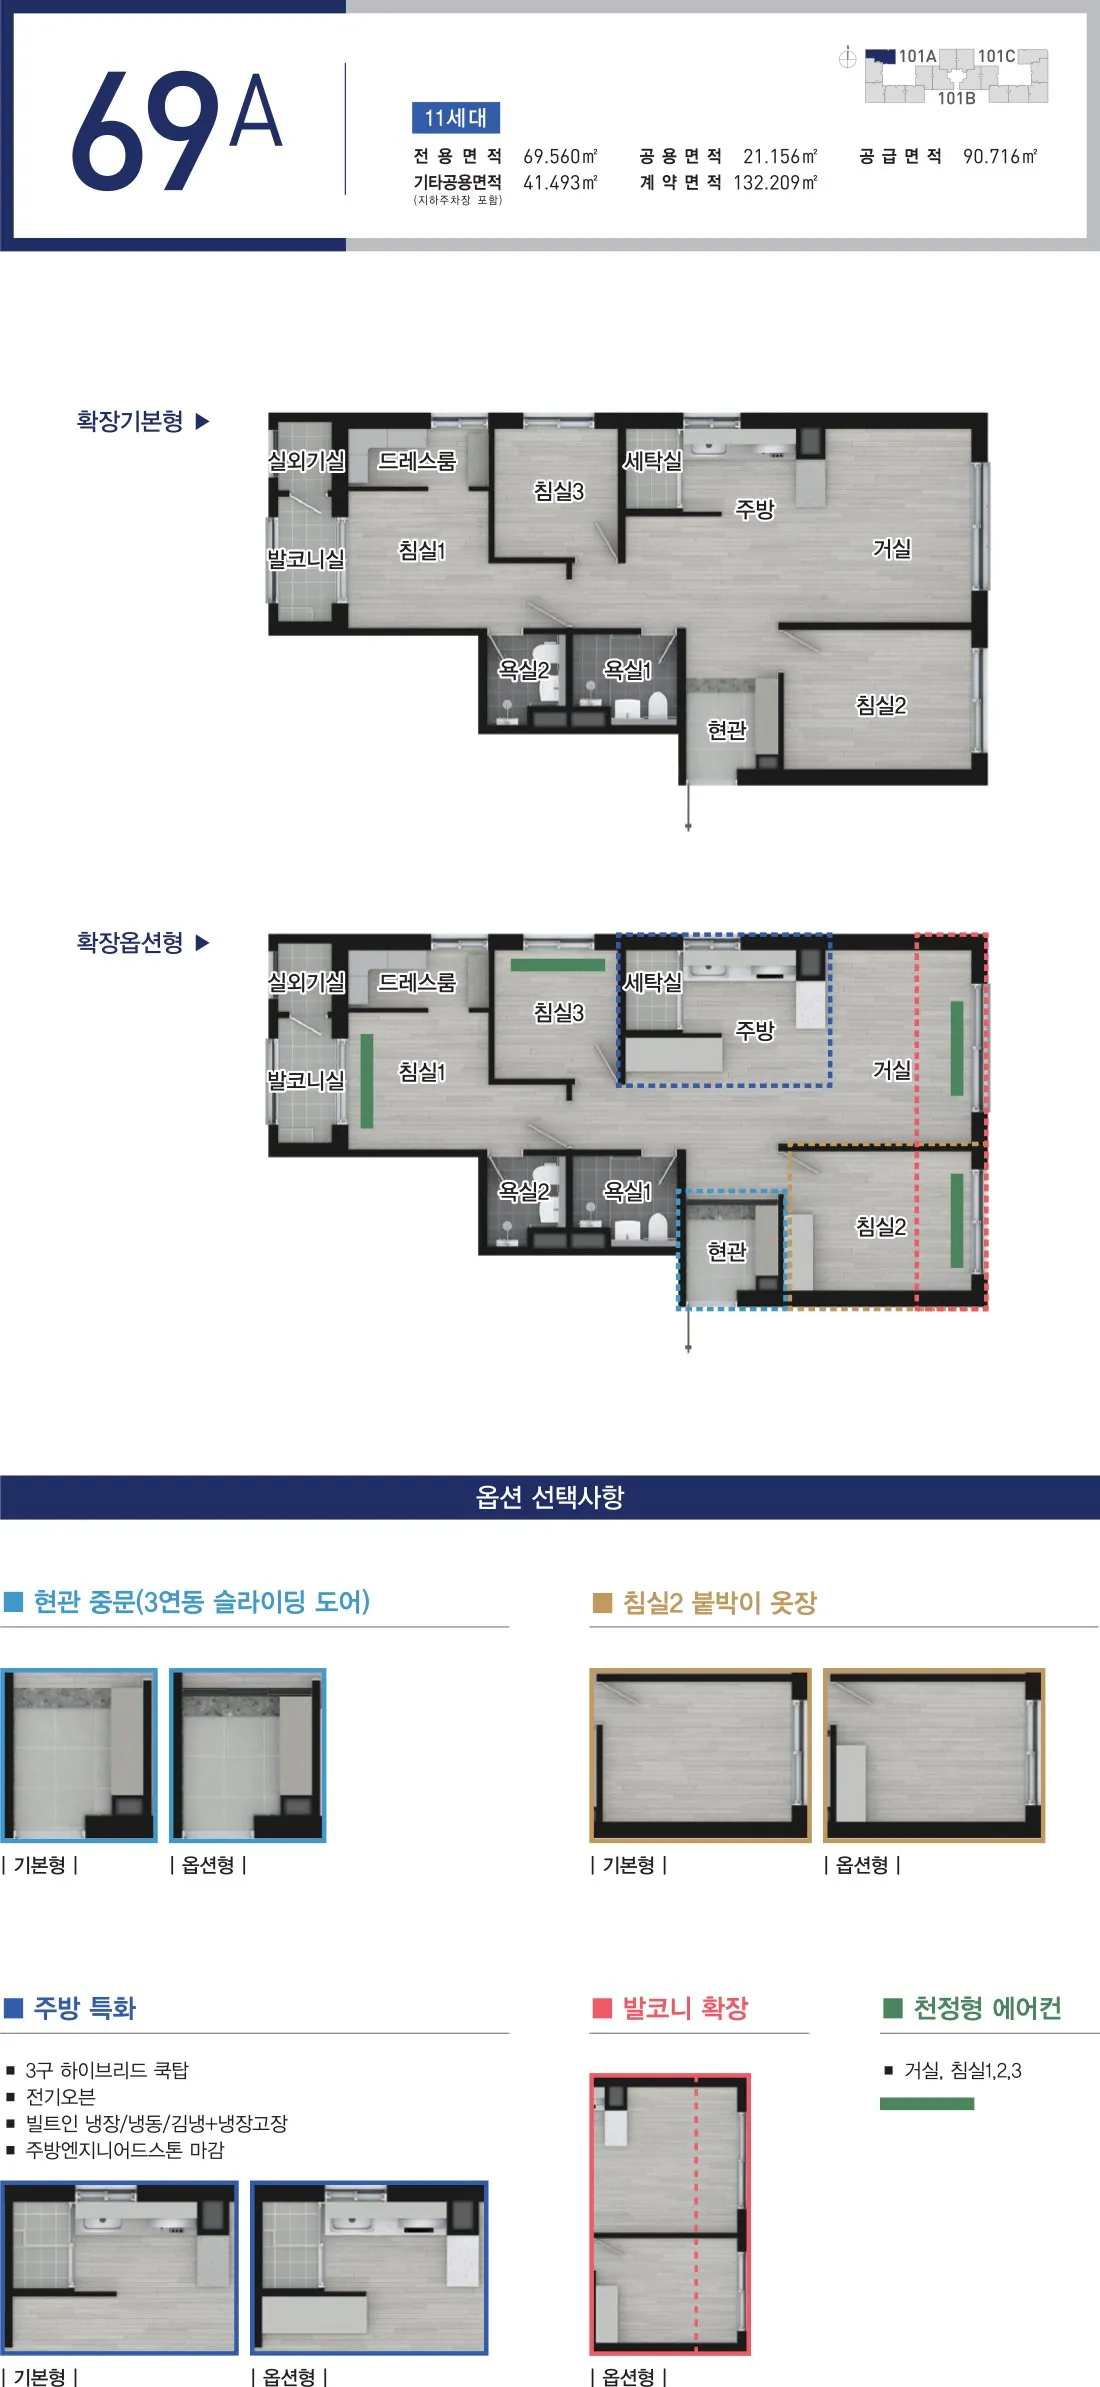 69A
101A
101C
101B
11세대
전용면적 69.560㎡ 공용면적 21.156㎡ 공급면적 90.716㎡
기타공용면적 41.493㎡ 계약면적 132.209㎡
(지하주차장 포함)
확장기본형 ▶
실외기실 드레스룸 침실3 세탁실 주방
발코니실 침실1 거실
욕실2 욕실1 현관 침실2
확장옵션형 ▶
실외기실 드레스룸 침실3 세탁실 주방
발코니실 침실1 거실
욕실2 욕실1 현관 침실2
옵션 선택사항
■ 현관 중문(3연동 슬라이딩 도어)
| 기본형 | | 옵션형 |
■ 침실2 붙박이 옷장
| 기본형 | | 옵션형 |
■ 주방 특화
■ 3구 하이브리드 쿡탑
■ 전기오븐
■ 빌트인 냉장/냉동/김냉+냉장고장
■ 주방엔지니어드스톤 마감
| 기본형 | | 옵션형 |
■ 발코니 확장
| 옵션형 |
■ 천정형 에어컨
■ 거실, 침실1,2,3